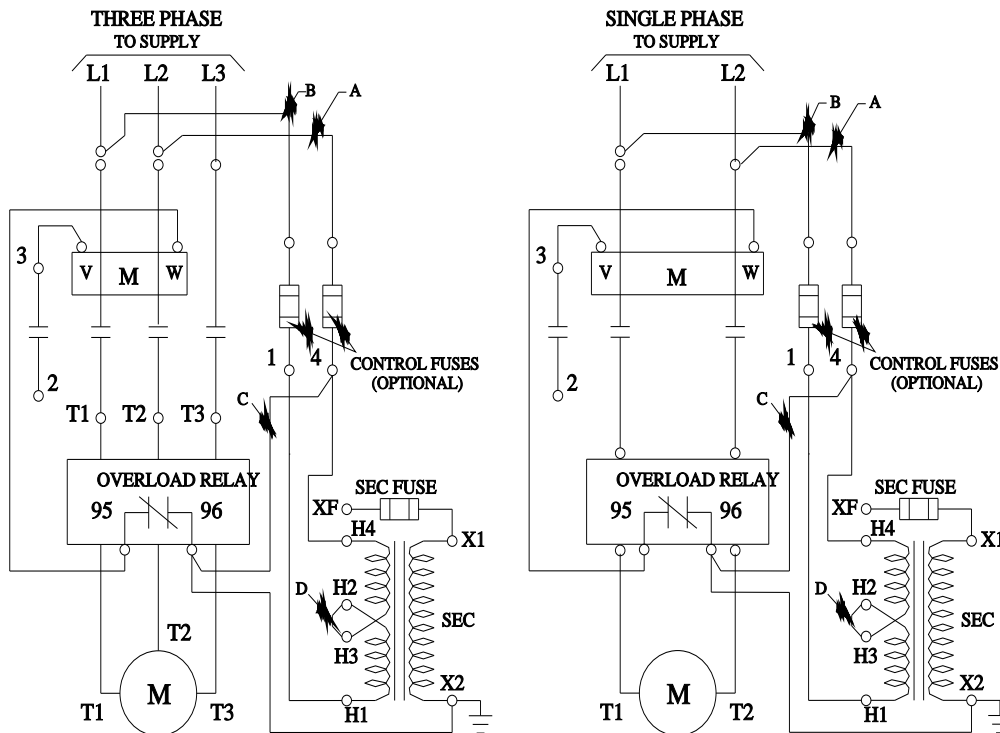 THREE PHASE
TO SUPPLY
L1 L2 L3
B A
3
V M W
1 4
CONTROL FUSES
(OPTIONAL)
2
C
T1 T2 T3
OVERLOAD RELAY
95 96
SEC FUSE
XF
H4
X1
D
H2
SEC
H3
T2
X2
M
T1 T3
H1
SINGLE PHASE
TO SUPPLY
L1 L2
B A
3
V M W
1 4
CONTROL FUSES
(OPTIONAL)
2
C
OVERLOAD RELAY
95 96
SEC FUSE
XF
H4
X1
D
H2
SEC
H3
X2
M
T1 T2
H1